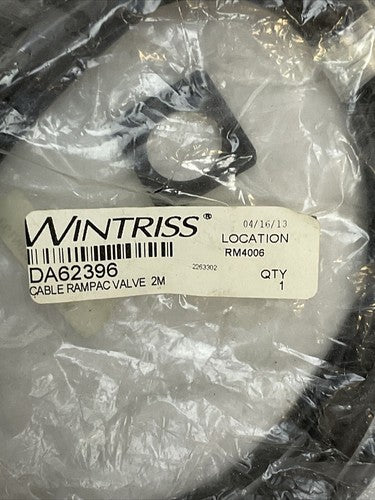 WINTRISS®
04/16/13
LOCATION
RM4006
DA62396
2263302
QTY
CABLE RAMPAC VALVE 2M
1